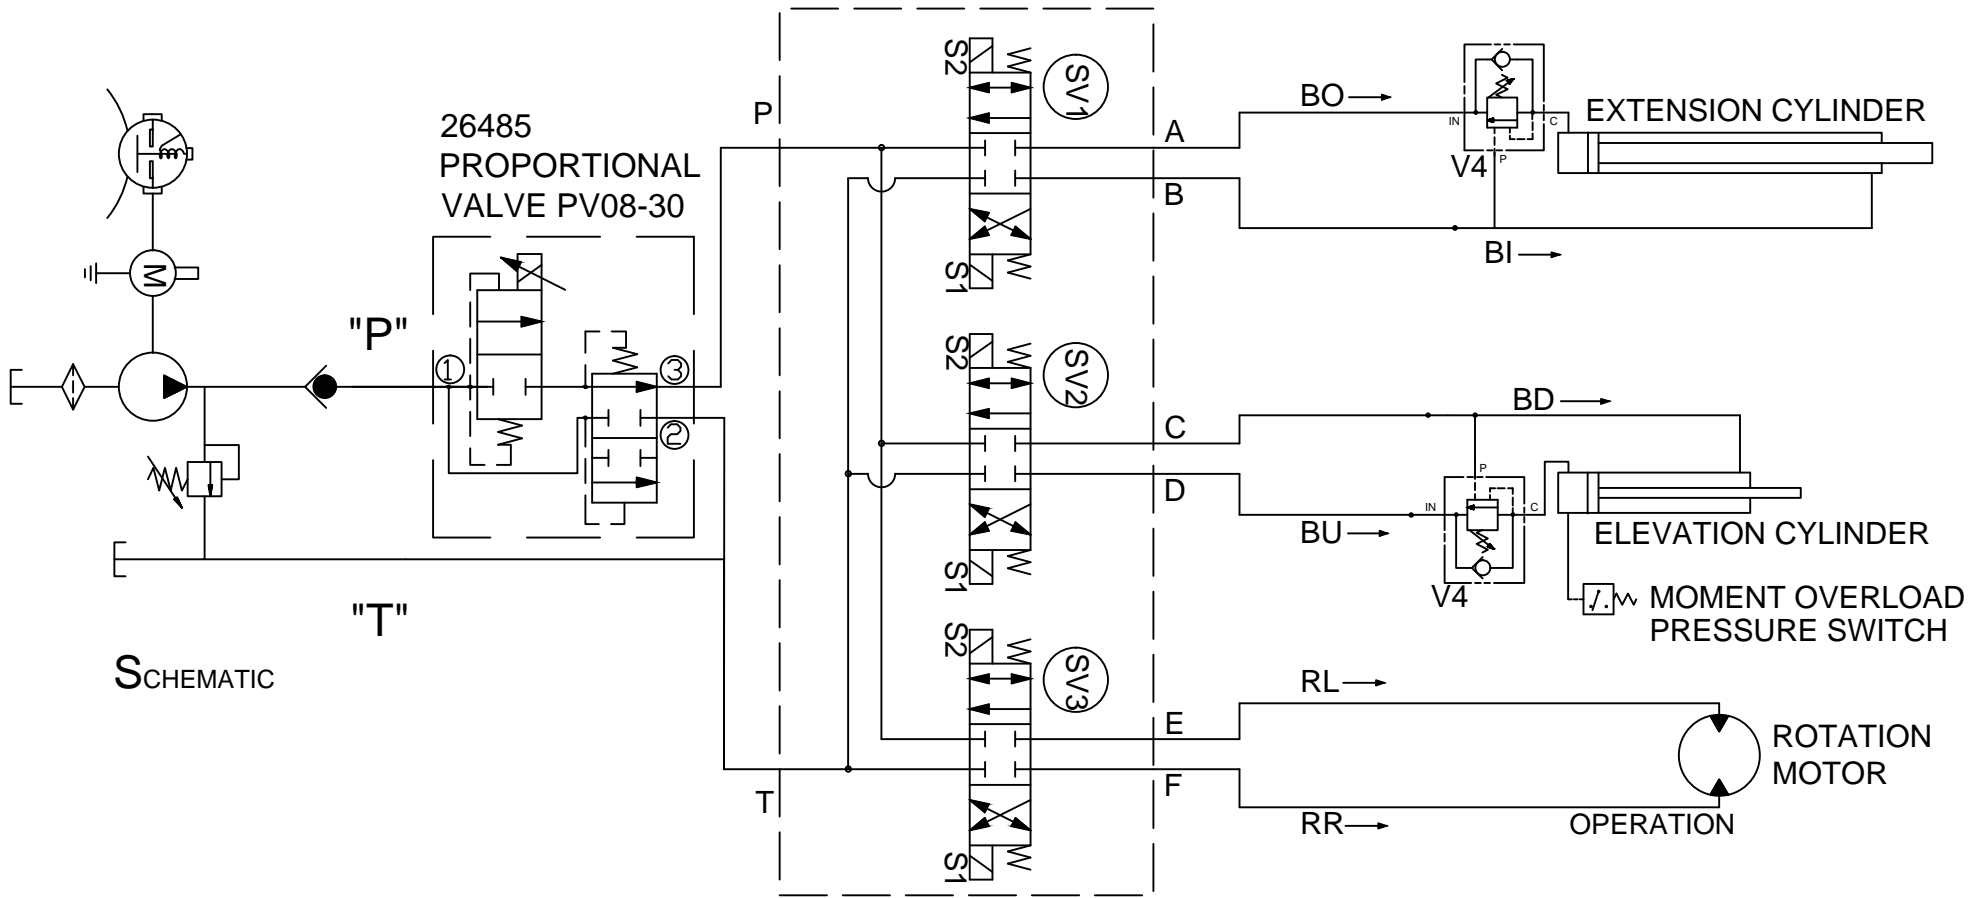 26485
PROPORTIONAL
VALVE PV08-30
"P"
"T"
1
3
2
M
SCHEMATIC
P
T
S2
SV1
S1
S2
SV2
S1
S2
SV3
S1
A
B
C
D
E
F
BO
IN
C
P
V4
EXTENSION CYLINDER
BI
BD
P
IN
C
BU
V4
ELEVATION CYLINDER
MOMENT OVERLOAD
PRESSURE SWITCH
RL
RR
ROTATION
MOTOR
OPERATION